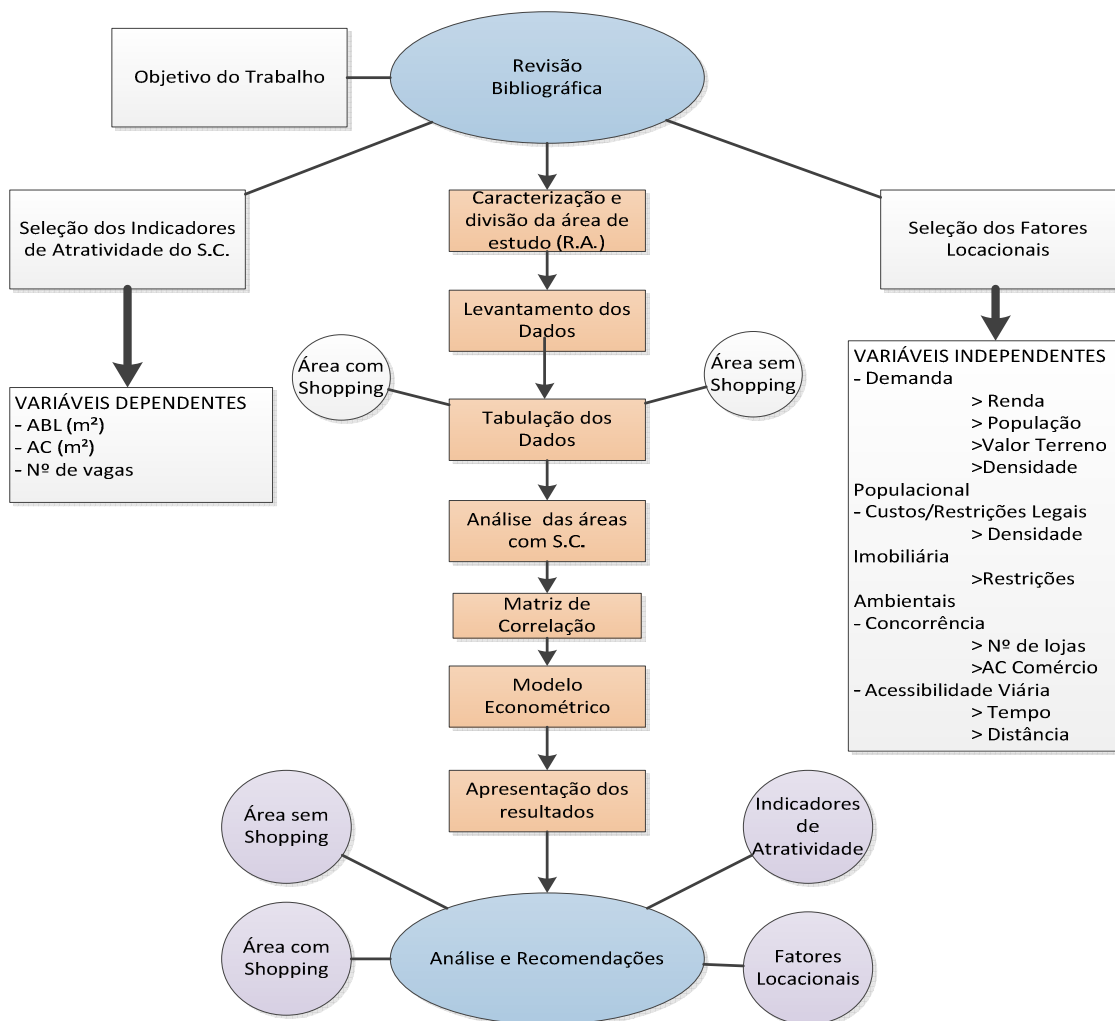 Objetivo do Trabalho
Revisão
Bibliográfica
Seleção dos Indicadores
de Atratividade do S.C.
Caracterização e
divisão da área de
estudo (R.A.)
Seleção dos Fatores
Locacionais
Levantamento dos
Dados
Área com
Shopping
Área sem
Shopping
Tabulação dos
Dados
VARIÁVEIS DEPENDENTES
- ABL (m²)
- AC (m²)
- Nº de vagas
VARIÁVEIS INDEPENDENTES
- Demanda
> Renda
> População
>Valor Terreno
>Densidade
Populacional
- Custos/Restrições Legais
> Densidade
Imobiliária
>Restrições
Ambientais
- Concorrência
> Nº de lojas
>AC Comércio
- Acessibilidade Viária
> Tempo
> Distância
Análise das áreas
com S.C.
Matriz de
Correlação
Modelo
Econométrico
Apresentação dos
resultados
Área sem
Shopping
Indicadores
de
Atratividade
Área com
Shopping
Análise e Recomendações
Fatores
Locacionais